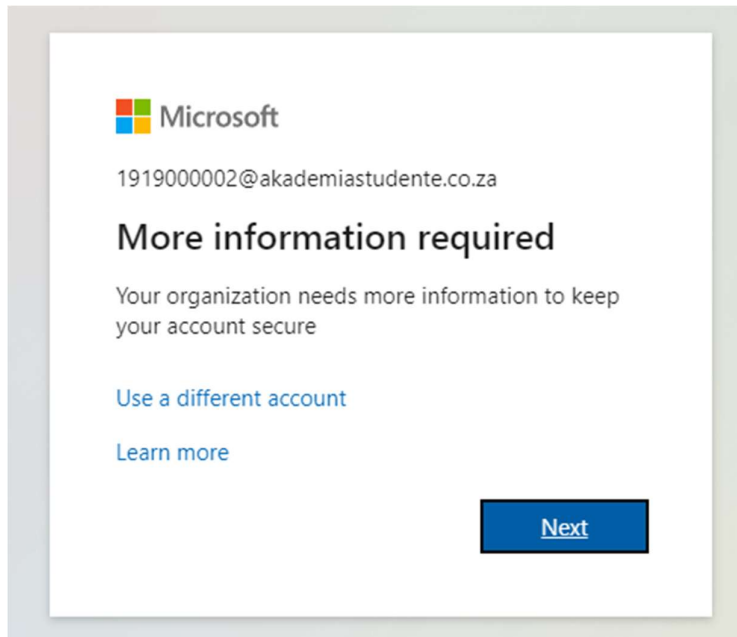 Microsoft
1919000002@akademiastudente.co.za
More information required
Your organization needs more information to keep
your account secure
Use a different account
Learn more
Next